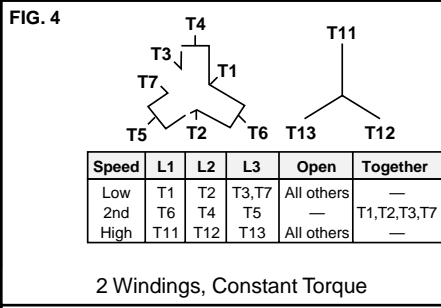 FIG. 4
T4
T11
T3
T1
T7
T5 T2 T6 T13 T12
Speed L1 L2 L3 Open Together
Low T1 T2 T3,T7 All others —
2nd T6 T4 T5 — T1,T2,T3,T7
High T11 T12 T13 All others —
2 Windings, Constant Torque